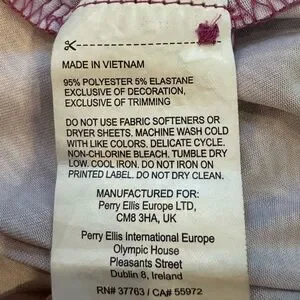 MADE IN VIETNAM
95% POLYESTER 5% ELASTANE
EXCLUSIVE OF DECORATION,
EXCLUSIVE OF TRIMMING
DO NOT USE FABRIC SOFTENERS OR
DRYER SHEETS. MACHINE WASH COLD
WITH LIKE COLORS. DELICATE CYCLE.
NON-CHLORINE BLEACH. TUMBLE DRY
LOW. COOL IRON. DO NOT IRON ON
PRINTED LABEL. DO NOT DRY CLEAN.
MANUFACTURED FOR:
Perry Ellis Europe LTD,
CM8 3HA, UK
Perry Ellis International Europe
Olympic House
Pleasants Street
Dublin 8, Ireland
RN# 37763 / CA# 55972